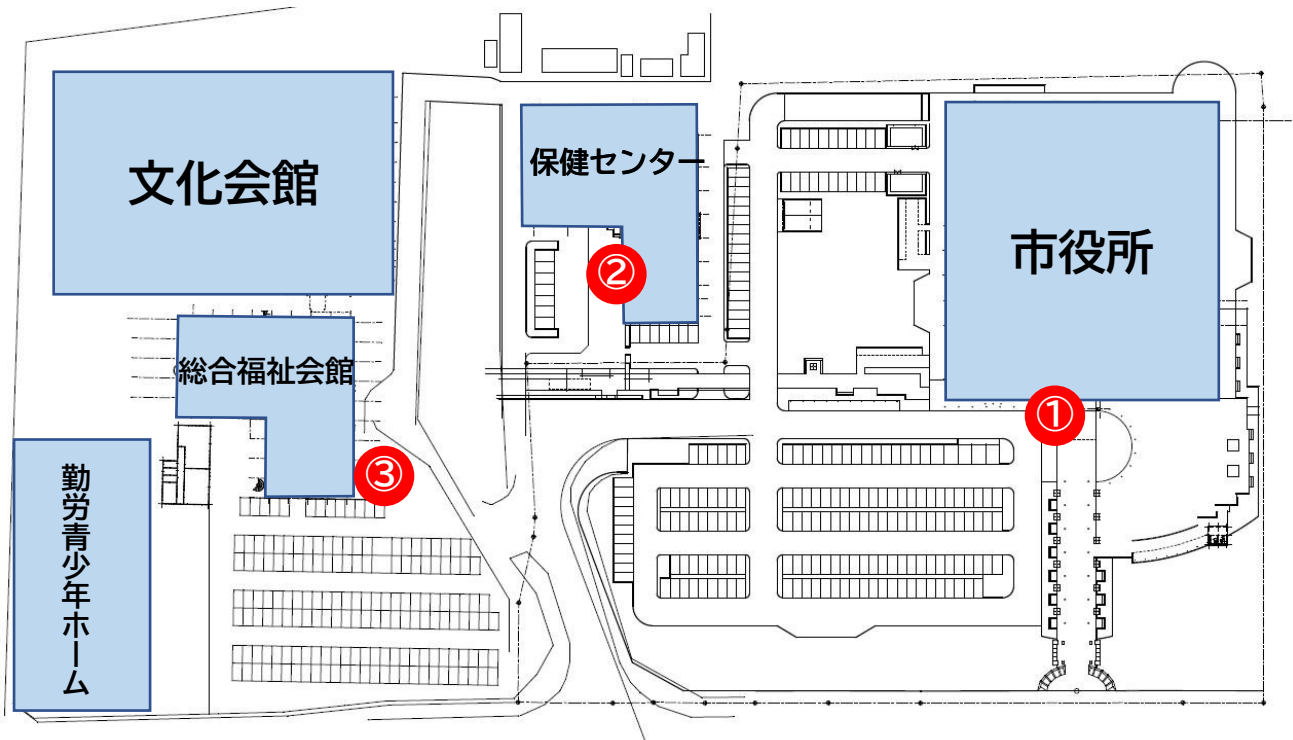 文化会館
保健センター
市役所
②
総合福祉会館
①
勤労青少年ホーム
③